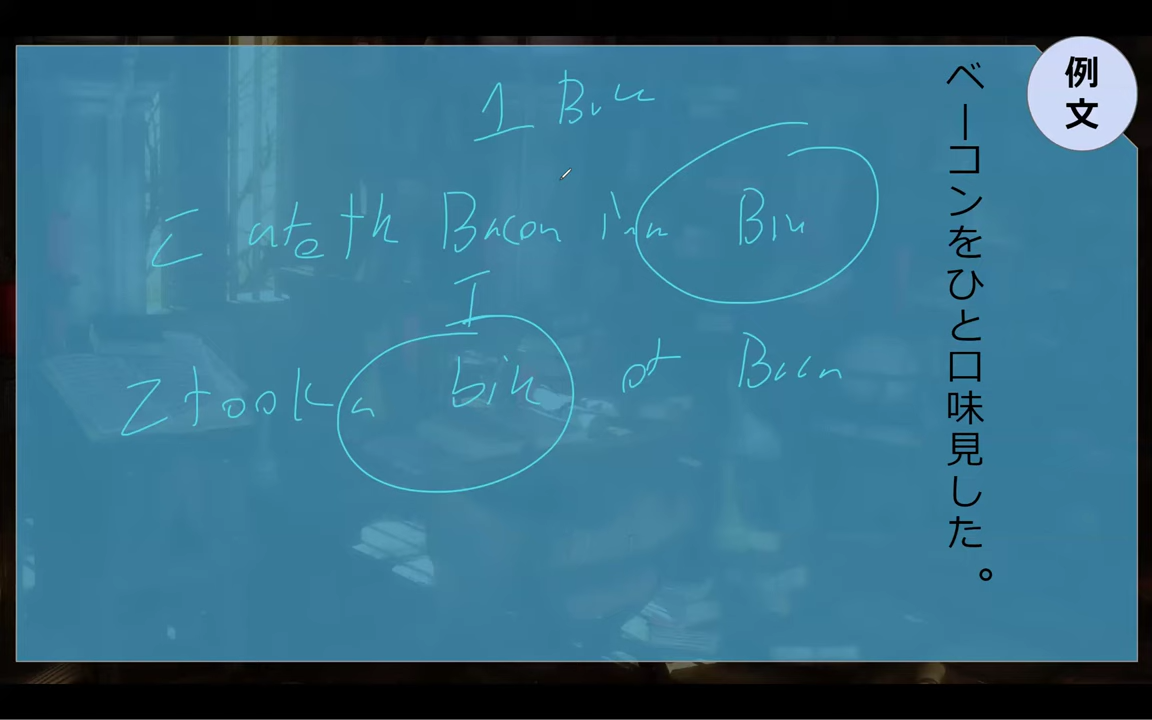 例文
ベーコンをひと口味見した。
1 Bite
I ate the Bacon in a Bite
I
I took a bite of Bacon